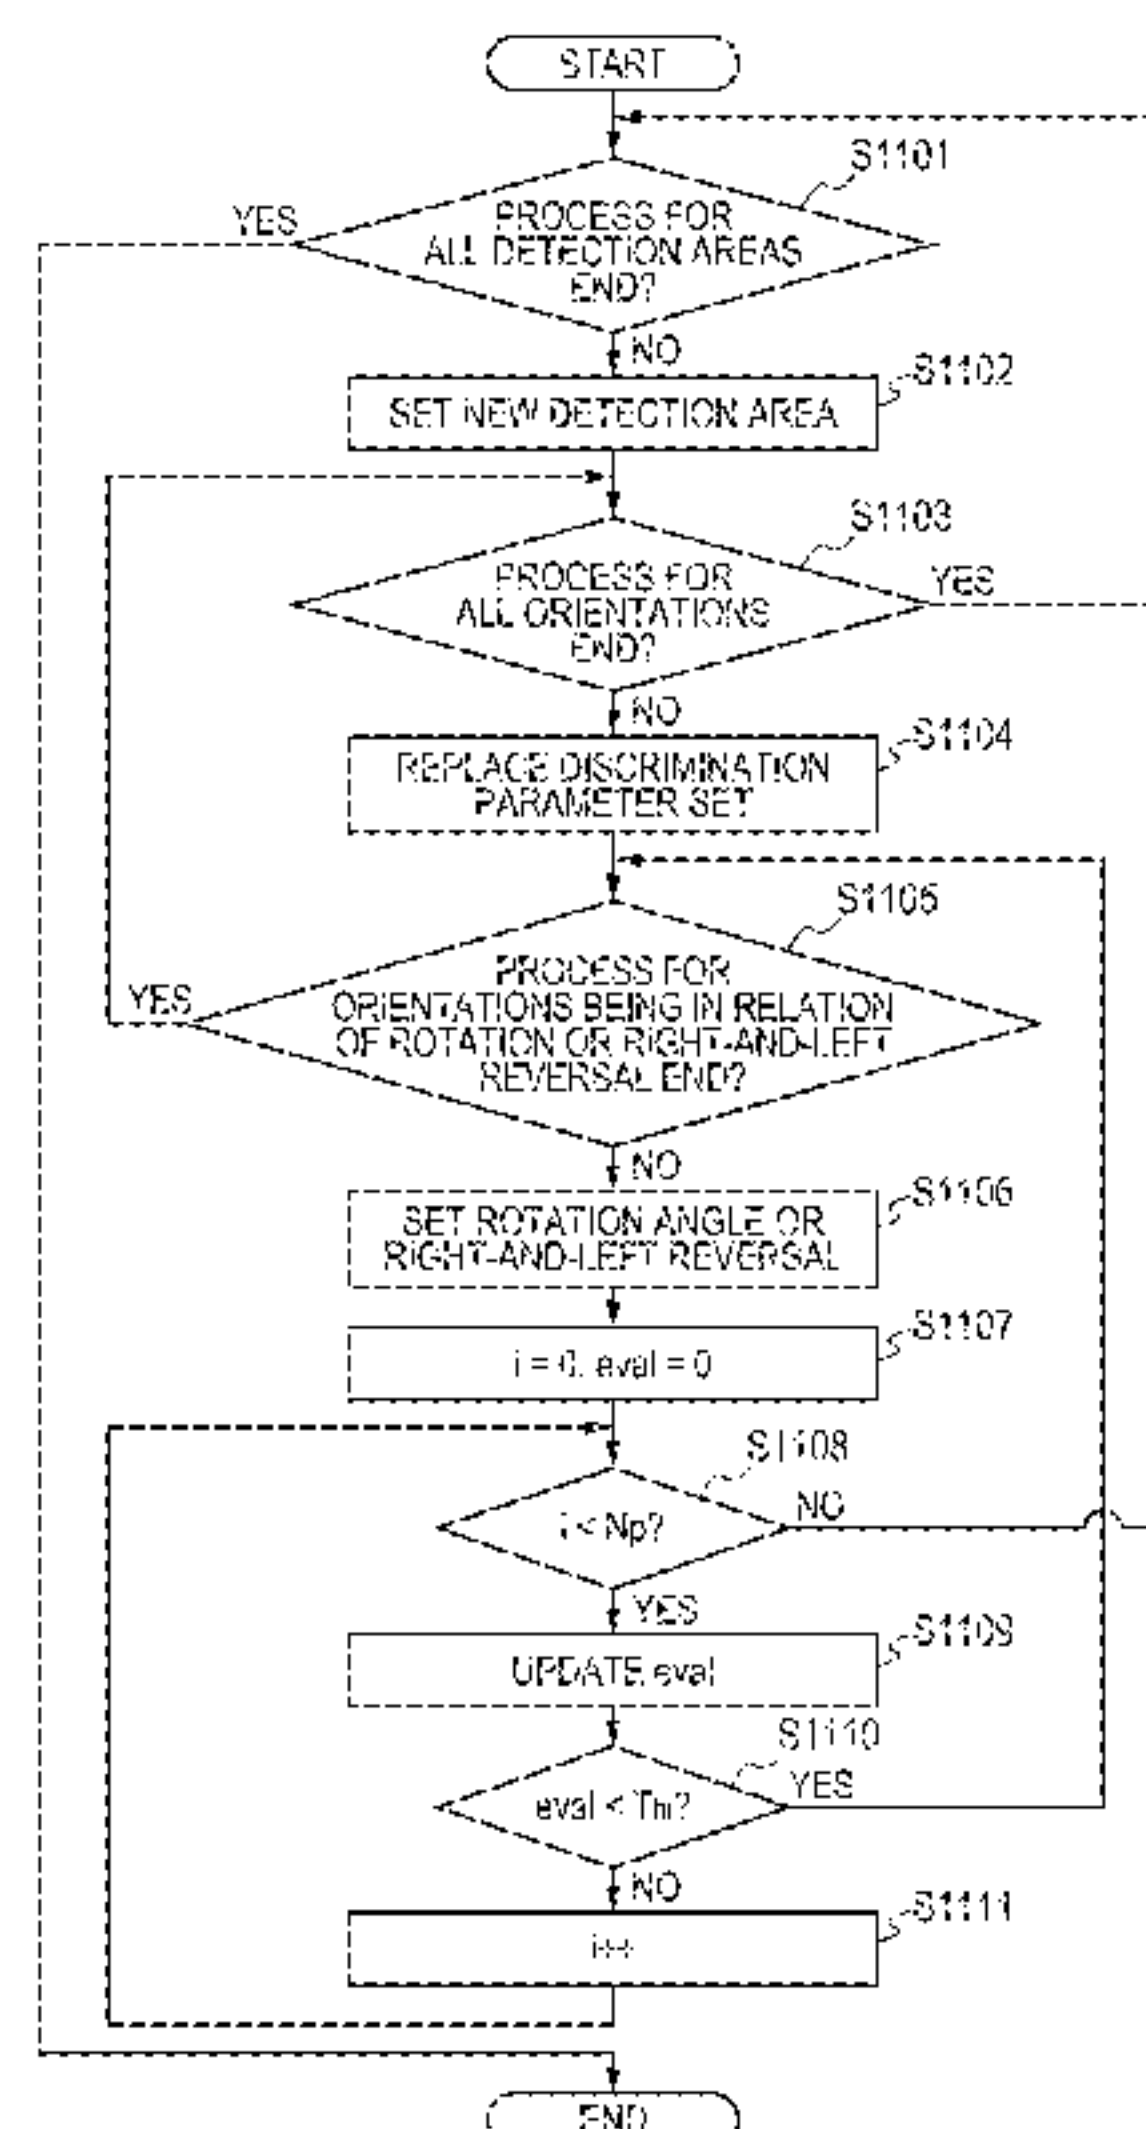 START
S1101
YES
PROCESS FOR
ALL DETECTION AREAS
END?
NO
S1102
SET NEW DETECTION AREA
S1103
PROCESS FOR
ALL ORIENTATIONS
END?
YES
NO
S1104
REPLACE DISCRIMINATION
PARAMETER SET
S1105
YES
PROCESS FOR
ORIENTATIONS BEING IN RELATION
OF ROTATION OR RIGHT-AND-LEFT
REVERSAL END?
NO
S1106
SET ROTATION ANGLE OR
RIGHT-AND-LEFT REVERSAL
S1107
i = 0, eval = 0
S1108
i < Np?
NO
YES
S1109
UPDATE eval
S1110
eval < Thi?
YES
NO
S1111
i++
END